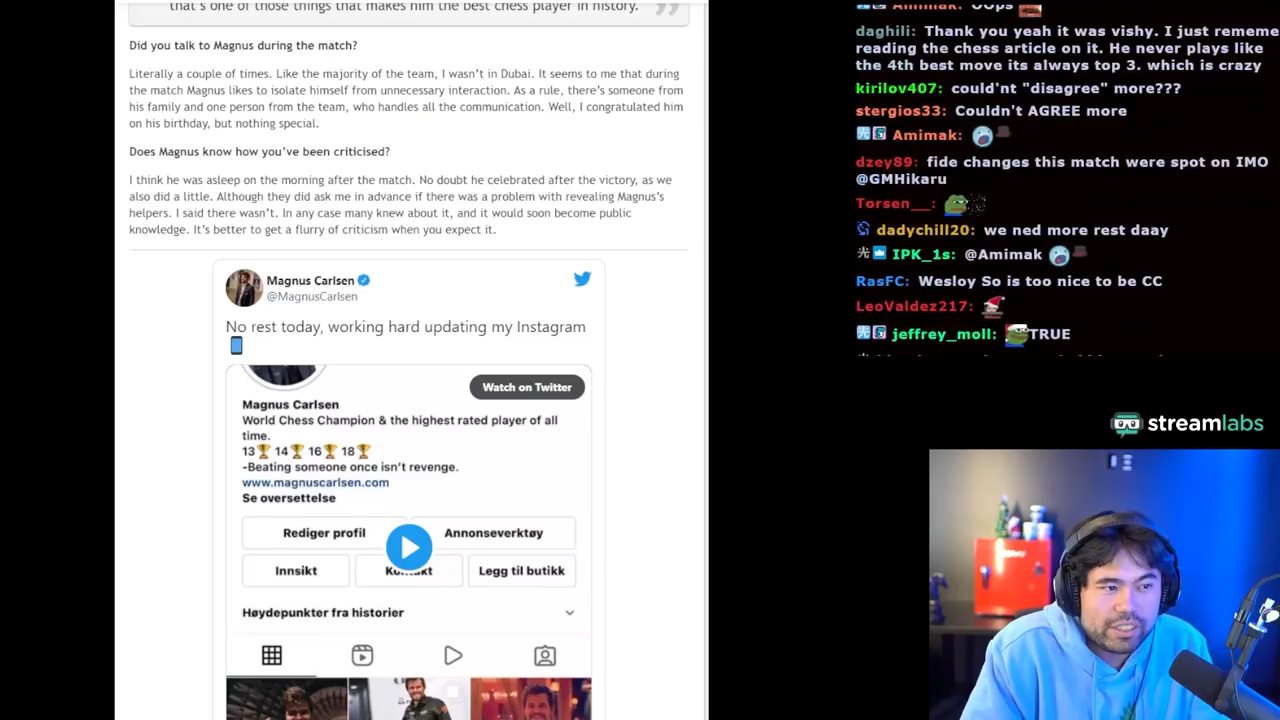 that's one of those things that makes him the best chess player in history.
Did you talk to Magnus during the match?
Literally a couple of times. Like the majority of the team, I wasn't in Dubai. It seems to me that during
the match Magnus likes to isolate himself from unnecessary interaction. As a rule, there's someone from
his family and one person from the team, who handles all the communication. Well, I congratulated him
on his birthday, but nothing special.
Does Magnus know how you've been criticised?
I think he was asleep on the morning after the match. No doubt he celebrated after the victory, as we
also did a little. Although they did ask me in advance if there was a problem with revealing Magnus's
helpers. I said there wasn't. In any case many knew about it, and it would soon become public
knowledge. It's better to get a flurry of criticism when you expect it.
Magnus Carlsen
@MagnusCarlsen
No rest today, working hard updating my Instagram
Watch on Twitter
Magnus Carlsen
World Chess Champion & the highest rated player of all
time.
13🏆 14🏆 16🏆 18🏆
-Beating someone once isn't revenge.
www.magnuscarlsen.com
Se oversettelse
Rediger profil
Annonseverktøy
Innsikt
Kontakt
Legg til butikk
Høydepunkter fra historier
Amimak: OOps
daghili: Thank you yeah it was vishy. I just rememe
reading the chess article on it. He never plays like
the 4th best move its always top 3. which is crazy
kirilov407: could'nt "disagree" more???
stergios33: Couldn't AGREE more
Amimak:
dzey89: fide changes this match were spot on IMO
@GMHikaru
Torsen__:
dadychill20: we ned more rest daay
IPK_1s: @Amimak
RasFC: Wesloy So is too nice to be CC
LeoValdez217:
jeffrey_moll: TRUE
streamlabs